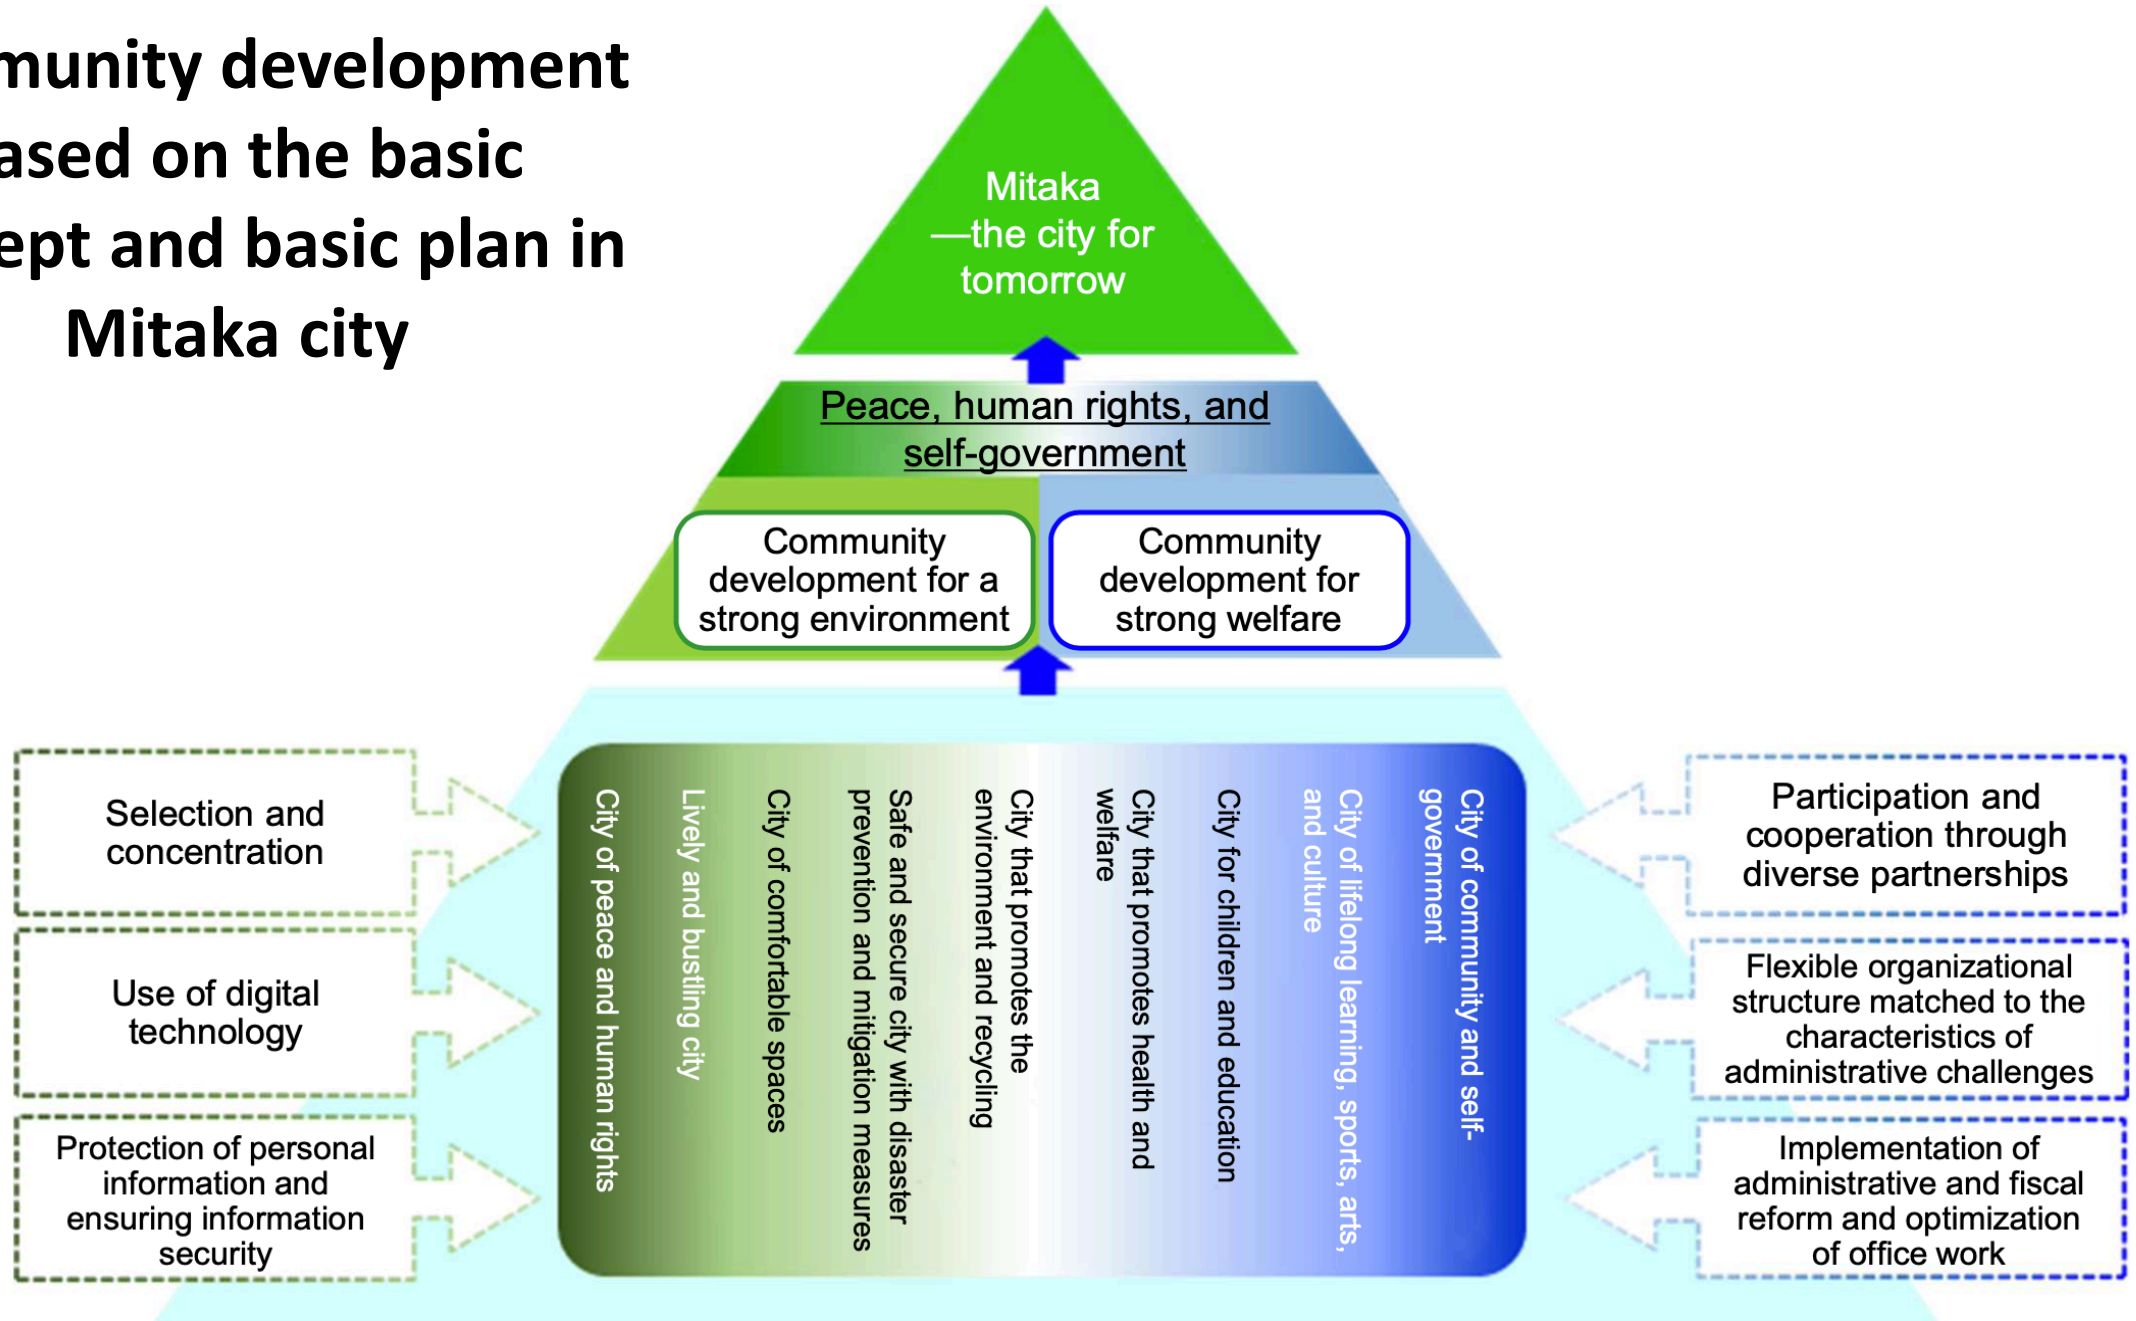 munity development
ased on the basic
ept and basic plan in
Mitaka city
Mitaka
—the city for
tomorrow
Peace, human rights, and
self-government
Community
development for a
strong environment
Community
development for
strong welfare
Selection and
concentration
Use of digital
technology
Protection of personal
information and
ensuring information
security
City of peace and human rights
Lively and bustling city
City of comfortable spaces
Safe and secure city with disaster
prevention and mitigation measures
City that promotes the
environment and recycling
City that promotes health and
welfare
City for children and education
City of lifelong learning, sports, arts,
and culture
City of community and self-
government
Participation and
cooperation through
diverse partnerships
Flexible organizational
structure matched to the
characteristics of
administrative challenges
Implementation of
administrative and fiscal
reform and optimization
of office work